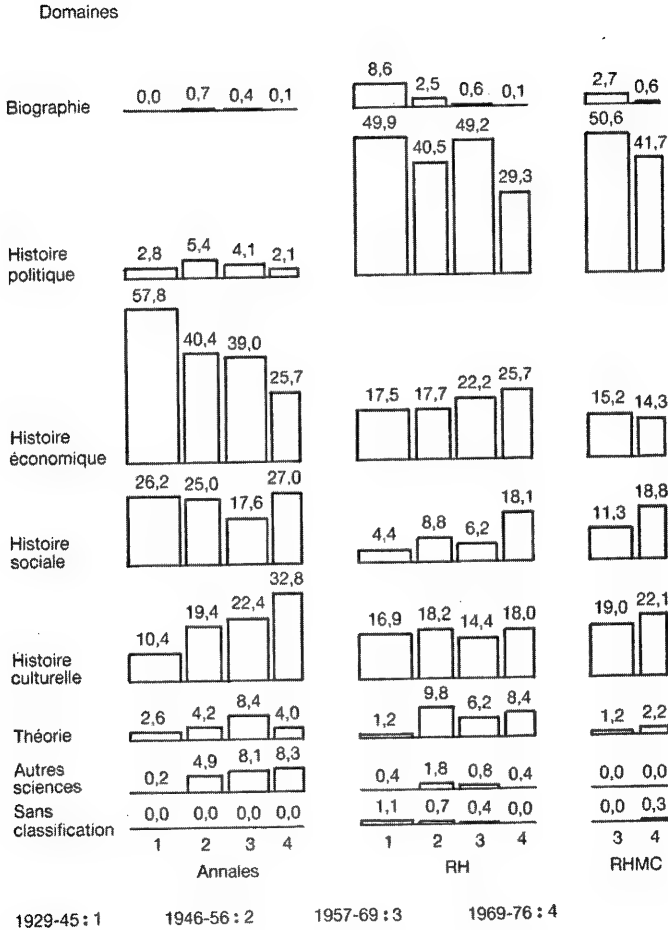 Domaines
Biographie 0,0 0,7 0,4 0,1 8,6 2,5 0,6 0,1 2,7 0,6
Histoire
politique 2,8 5,4 4,1 2,1 49,9 40,5 49,2 29,3 50,6 41,7
Histoire
économique 57,8 40,4 39,0 25,7 17,5 17,7 22,2 25,7 15,2 14,3
Histoire
sociale 26,2 25,0 17,6 27,0 4,4 8,8 6,2 18,1 11,3 18,8
Histoire
culturelle 10,4 19,4 22,4 32,8 16,9 18,2 14,4 18,0 19,0 22,1
Théorie 2,6 4,2 8,4 4,0 1,2 9,8 6,2 8,4 1,2 2,2
Autres
sciences 0,2 4,9 8,1 8,3 0,4 1,8 0,8 0,4 0,0 0,0
Sans
classification 0,0 0,0 0,0 0,0 1,1 0,7 0,4 0,0 0,0 0,3
1 2 3 4 1 2 3 4 3 4
Annales RH RHMC
1929-45 : 1 1946-56 : 2 1957-69 : 3 1969-76 : 4